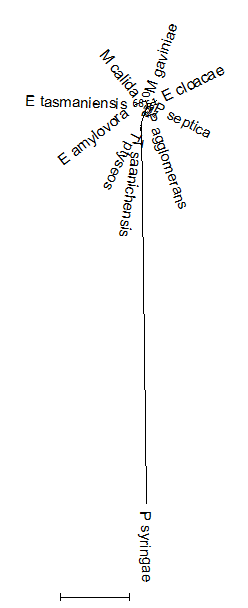 M gaviniae
M calida
E cloacae
E tasmaniensis
P septica
E amylovora
agglomerans
T ptyseos
T saanichensis
P syringae